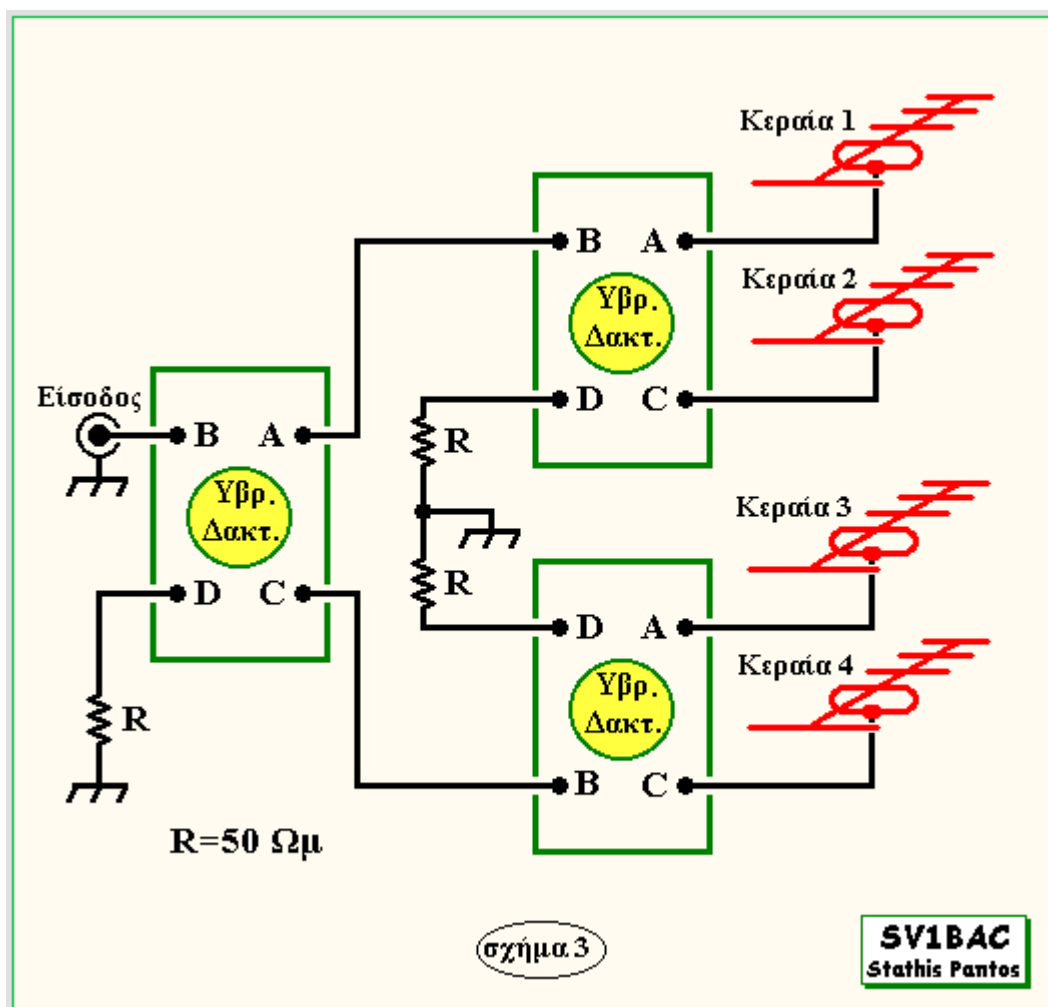 Κεραία 1
B A
Υβρ.
Δακτ.
Κεραία 2
D C
R
Είσοδος
B A
Υβρ.
Δακτ.
D C
R
Κεραία 3
R
D A
Υβρ.
Δακτ.
Κεραία 4
B C
R=50 Ωμ
σχήμα 3
SV1BAC
Stathis Pantos